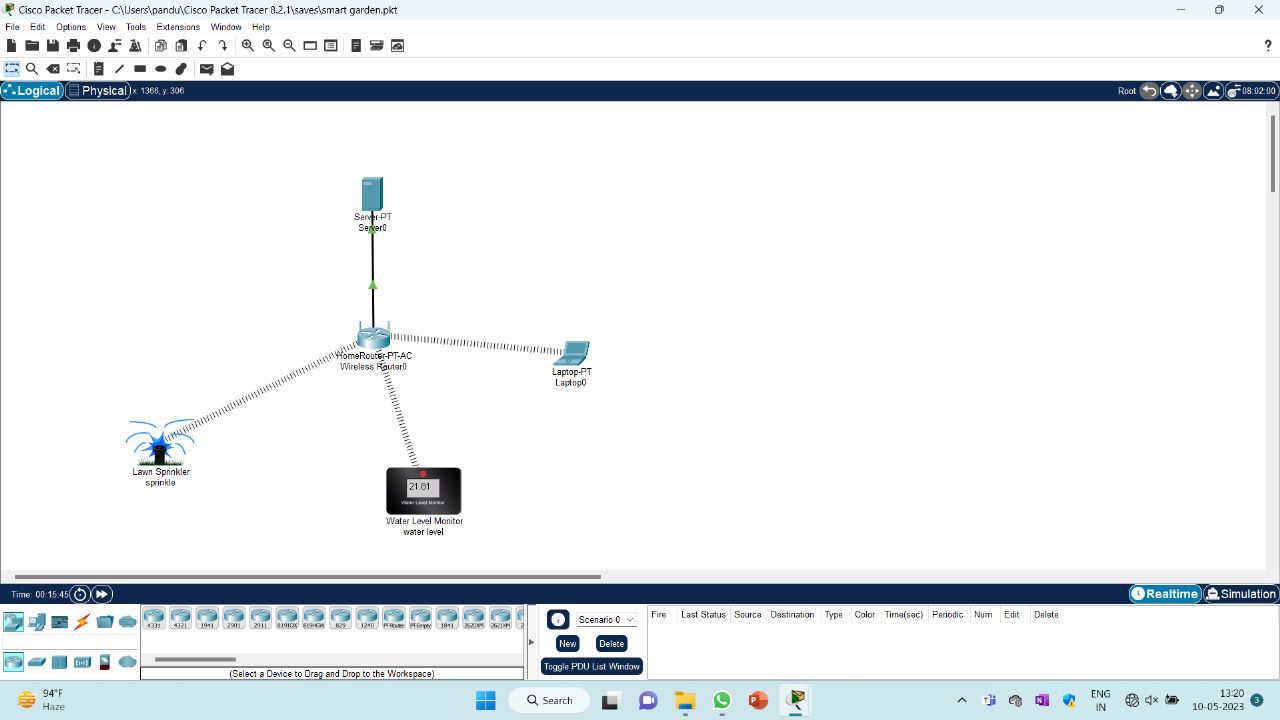 Cisco Packet Tracer - C:\Users\pandu\Cisco Packet Tracer 8.2.1\saves\smart garden.pkt
File Edit Options View Tools Extensions Window Help
?
Logical Physical x: 1366, y: 306 Root 08:02:00
Server-PT
Server0
HomeRouter-PT-AC
Wireless Router0
Laptop-PT
Laptop0
Lawn Sprinkler
sprinkle
21.81
Water Level Monitor
Water Level Monitor
water level
Time: 00:15:45 Realtime Simulation
4331 4321 1941 2901 2911 819IOX 819HGW 829 1240 PT-Router PT-Empty 1841 2620XM 2621XM 2
Scenario 0
New Delete
Toggle PDU List Window
Fire Last Status Source Destination Type Color Time(sec) Periodic Num Edit Delete
(Select a Device to Drag and Drop to the Workspace)
94°F
Haze
Search
ENG
IN
13:20
10-05-2023
3